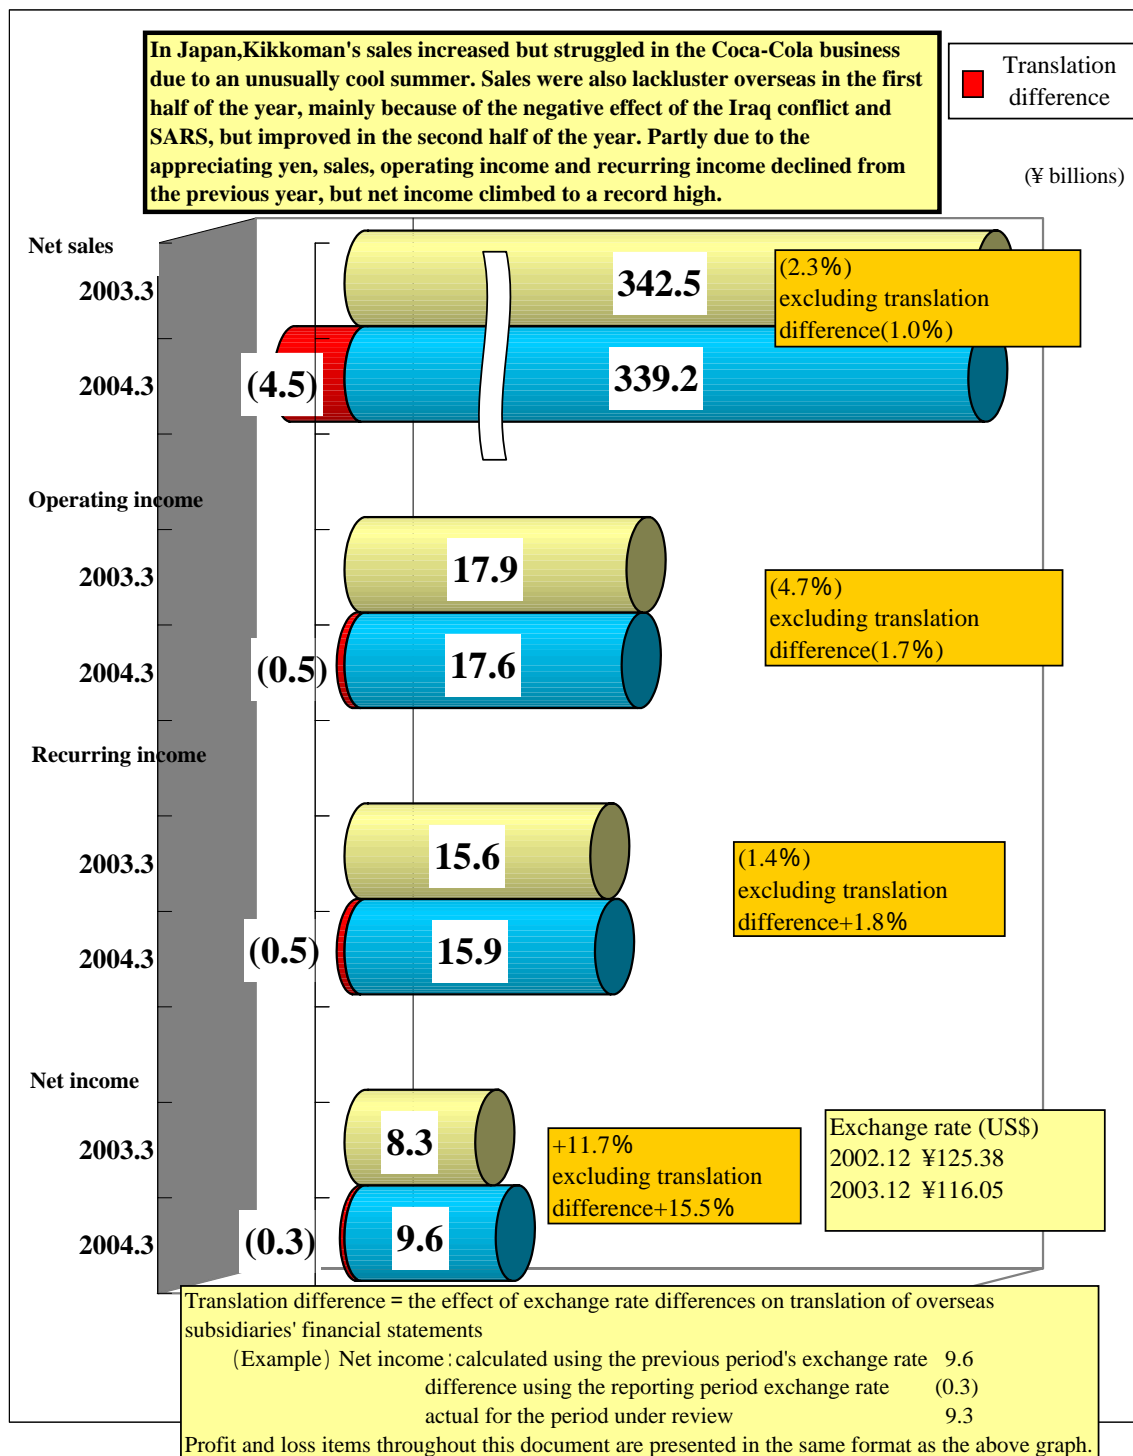 In Japan,Kikkoman's sales increased but struggled in the Coca-Cola business
due to an unusually cool summer. Sales were also lackluster overseas in the first
half of the year, mainly because of the negative effect of the Iraq conflict and
SARS, but improved in the second half of the year. Partly due to the
appreciating yen, sales, operating income and recurring income declined from
the previous year, but net income climbed to a record high.
Translation
difference
(¥ billions)
Net sales
2003.3
342.5
(2.3%)
excluding translation
difference(1.0%)
2004.3
(4.5)
339.2
Operating income
2003.3
17.9
(4.7%)
excluding translation
difference(1.7%)
2004.3
(0.5)
17.6
Recurring income
2003.3
15.6
(1.4%)
excluding translation
difference+1.8%
2004.3
(0.5)
15.9
Net income
2003.3
8.3
+11.7%
excluding translation
difference+15.5%
Exchange rate (US$)
2002.12 ¥125.38
2003.12 ¥116.05
2004.3
(0.3)
9.6
Translation difference = the effect of exchange rate differences on translation of overseas
subsidiaries' financial statements
(Example) Net income:calculated using the previous period's exchange rate 9.6
difference using the reporting period exchange rate (0.3)
actual for the period under review 9.3
Profit and loss items throughout this document are presented in the same format as the above graph.